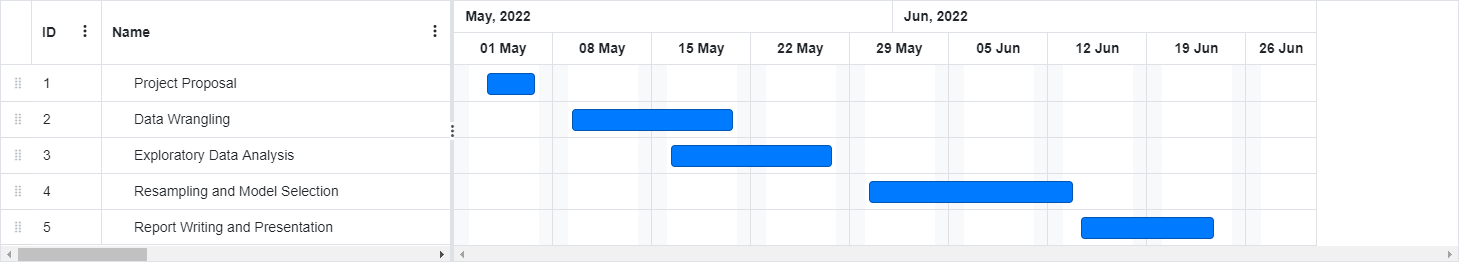 ID Name May, 2022 Jun, 2022
01 May 08 May 15 May 22 May 29 May 05 Jun 12 Jun 19 Jun 26 Jun
1 Project Proposal
2 Data Wrangling
3 Exploratory Data Analysis
4 Resampling and Model Selection
5 Report Writing and Presentation